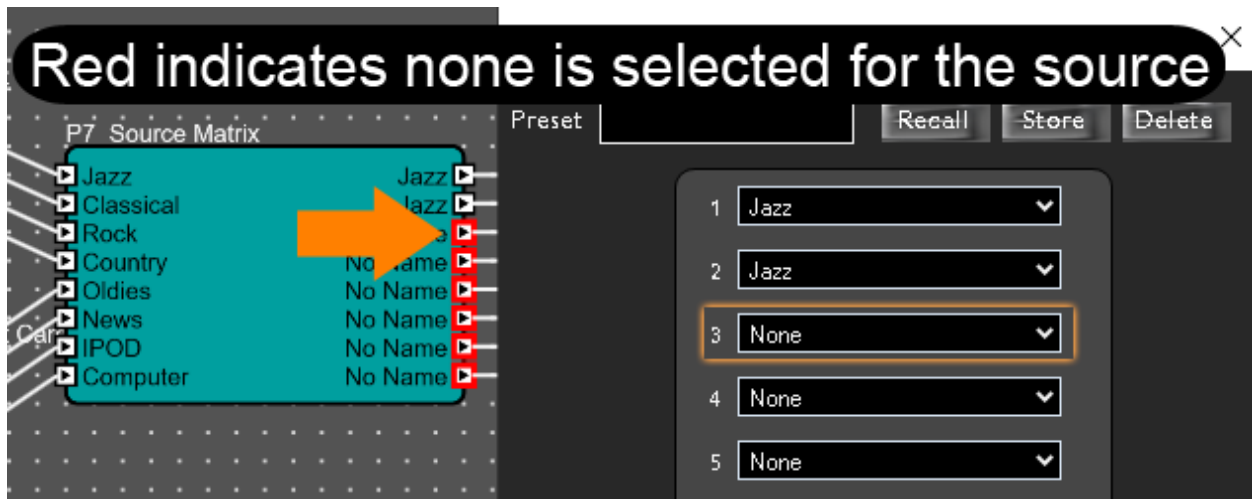 Red indicates none is selected for the source
P7 Source Matrix
Jazz Jazz
Classical Jazz
Rock
Country No Name
Oldies No Name
News No Name
IPOD No Name
Computer No Name
Preset Recall Store Delete
1 Jazz
2 Jazz
3 None
4 None
5 None